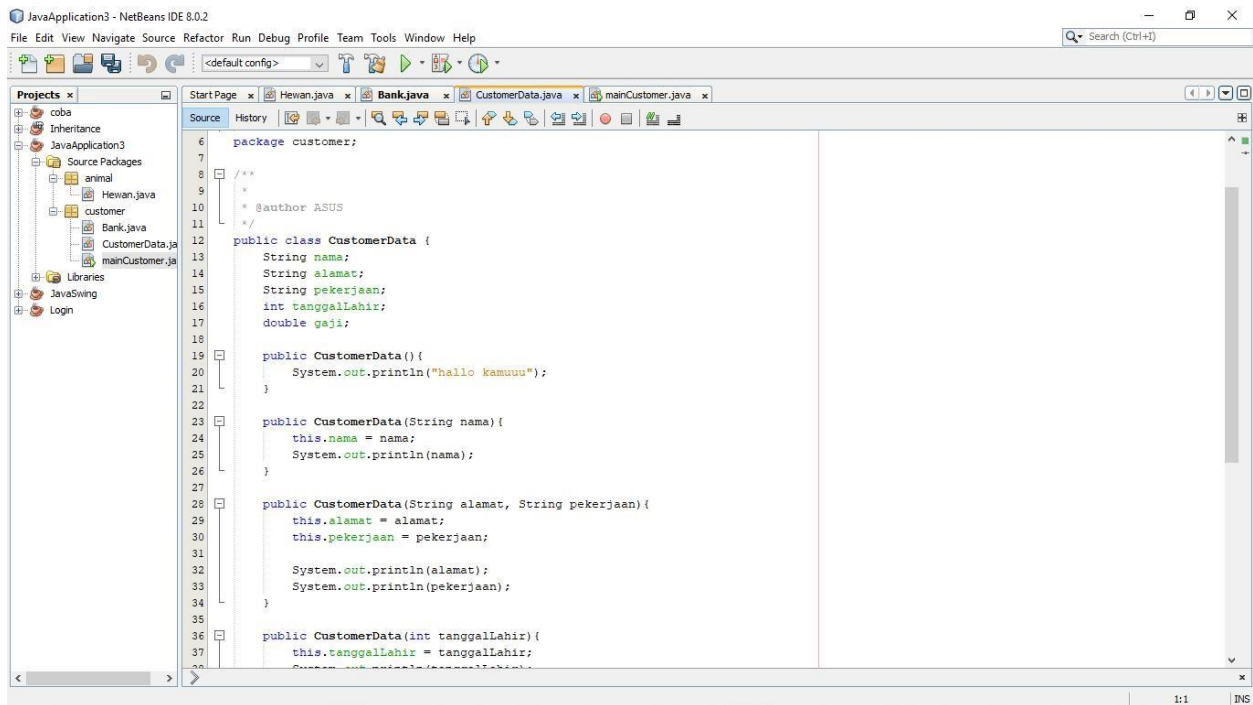 JavaApplication3 - NetBeans IDE 8.0.2
File Edit View Navigate Source Refactor Run Debug Profile Team Tools Window Help
Search (Ctrl+I)
<default config>
Projects
Start Page Hewan.java Bank.java CustomerData.java mainCustomer.java
coba
Inheritance
JavaApplication3
Source Packages
animal
Hewan.java
customer
Bank.java
CustomerData.ja
mainCustomer.ja
Libraries
JavaSwing
Login
Source History
6 package customer;
7
8 /**
9 *
10 * @author ASUS
11 */
12 public class CustomerData {
13 String nama;
14 String alamat;
15 String pekerjaan;
16 int tanggalLahir;
17 double gaji;
18
19 public CustomerData(){
20 System.out.println("hallo kamuuu");
21 }
22
23 public CustomerData(String nama){
24 this.nama = nama;
25 System.out.println(nama);
26 }
27
28 public CustomerData(String alamat, String pekerjaan){
29 this.alamat = alamat;
30 this.pekerjaan = pekerjaan;
31
32 System.out.println(alamat);
33 System.out.println(pekerjaan);
34 }
35
36 public CustomerData(int tanggalLahir){
37 this.tanggalLahir = tanggalLahir;
1:1 INS